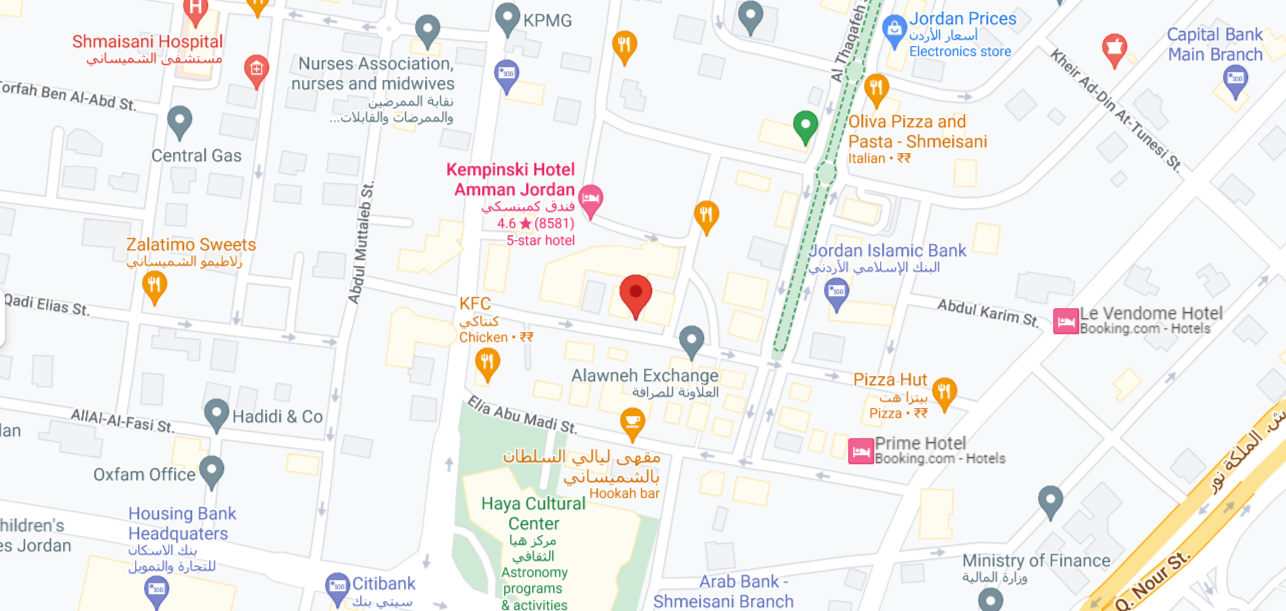 KPMG
Shmaisani Hospital
مستشفى الشميساني
Nurses Association,
nurses and midwives
نقابة الممرضين
والممرضات والقابلات...
Al Thaqafeh
Jordan Prices
أسعار الأردن
Electronics store
Capital Bank
Main Branch
Kheir Ad-Din At-Tunesi St.
Torfah Ben Al-Abd St.
Central Gas
Oliva Pizza and
Pasta - Shmeisani
Italian • ₹₹
Kempinski Hotel
Amman Jordan
فندق كمبنسكي
4.6 ★ (8581)
5-star hotel
Abdul Muttaleb St.
Zalatimo Sweets
زلاطيمو الشميساني
Jordan Islamic Bank
البنك الإسلامي الأردني
Qadi Elias St.
KFC
كنتاكي
Chicken • ₹₹
Abdul Karim St.
Le Vendome Hotel
Booking.com - Hotels
Alawneh Exchange
العلاونة للصرافة
Pizza Hut
بيتزا هت
Pizza • ₹₹
AllAl-Al-Fasi St.
Hadidi & Co
Elia Abu Madi St.
Prime Hotel
Booking.com - Hotels
مقهى ليالي السلطان
بالشميساني
Hookah bar
Oxfam Office
Haya Cultural
Center
مركز هيا
الثقافي
Astronomy
programs
& activities
Housing Bank
Headquaters
بنك الاسكان
للتجارة والتمويل
hildren's
es Jordan
Citibank
سيتي بنك
Arab Bank -
Shmeisani Branch
Ministry of Finance
وزارة المالية
ش. الملكة نور
Q. Nour St.